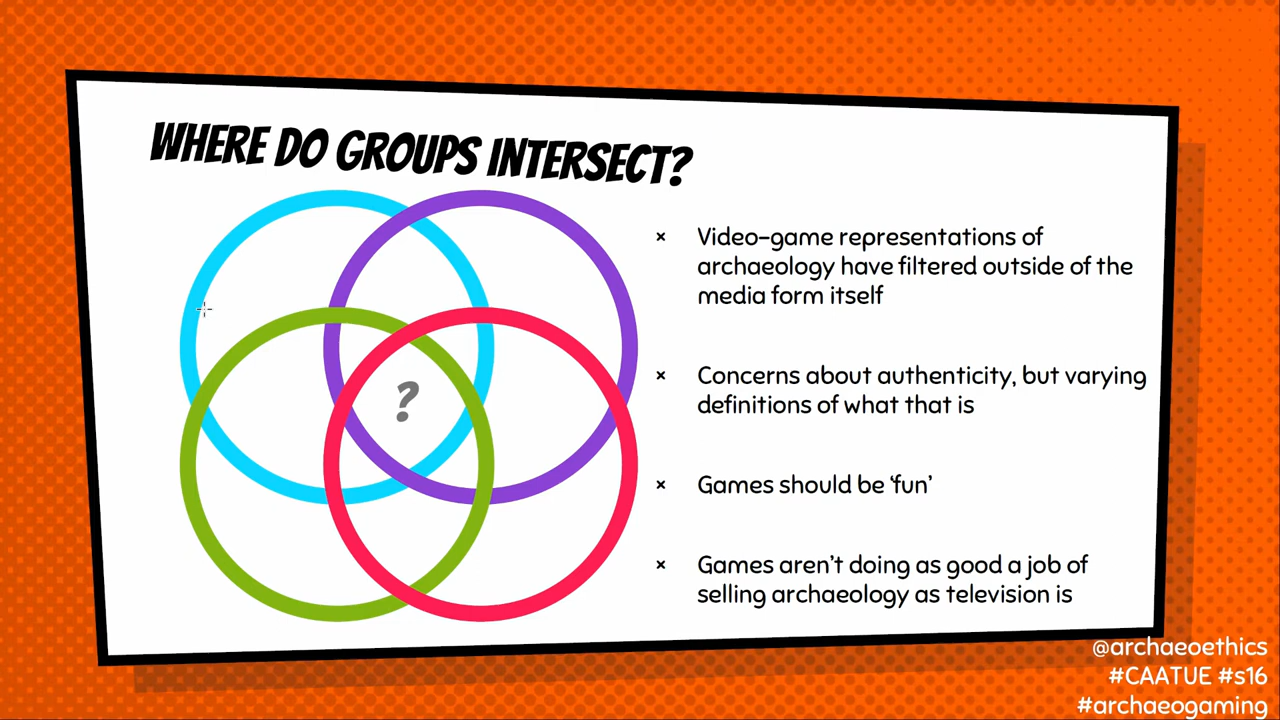 WHERE DO GROUPS INTERSECT?
?
× Video-game representations of
archaeology have filtered outside of the
media form itself
× Concerns about authenticity, but varying
definitions of what that is
× Games should be ‘fun’
× Games aren’t doing as good a job of
selling archaeology as television is
@archaeoethics
#CAATUE #s16
#archaeogaming